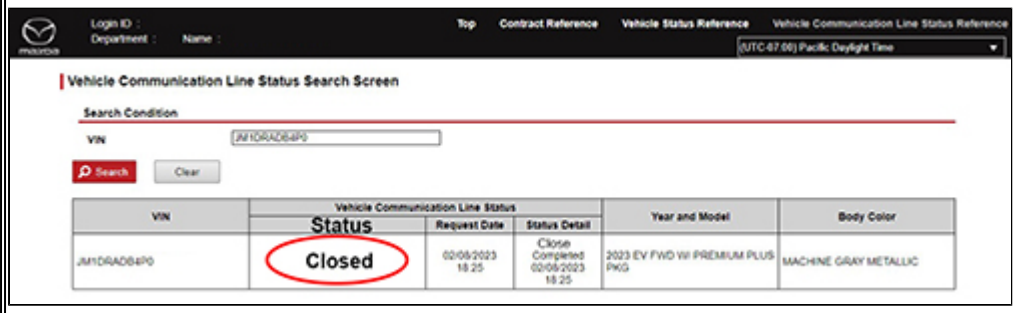 mazda
Login ID :
Department : Name :
Top Contract Reference Vehicle Status Reference Vehicle Communication Line Status Reference
(UTC-07:00) Pacific Daylight Time
Vehicle Communication Line Status Search Screen
Search Condition
VIN JM1DRADB4P0
Search Clear
VIN Vehicle Communication Line Status Year and Model Body Color
Status Request Date Status Detail
JM1DRADB4P0 Closed 02/08/2023 18:25 Close Completed 02/08/2023 18:25 2023 EV FWD W/ PREMIUM PLUS PKG MACHINE GRAY METALLIC